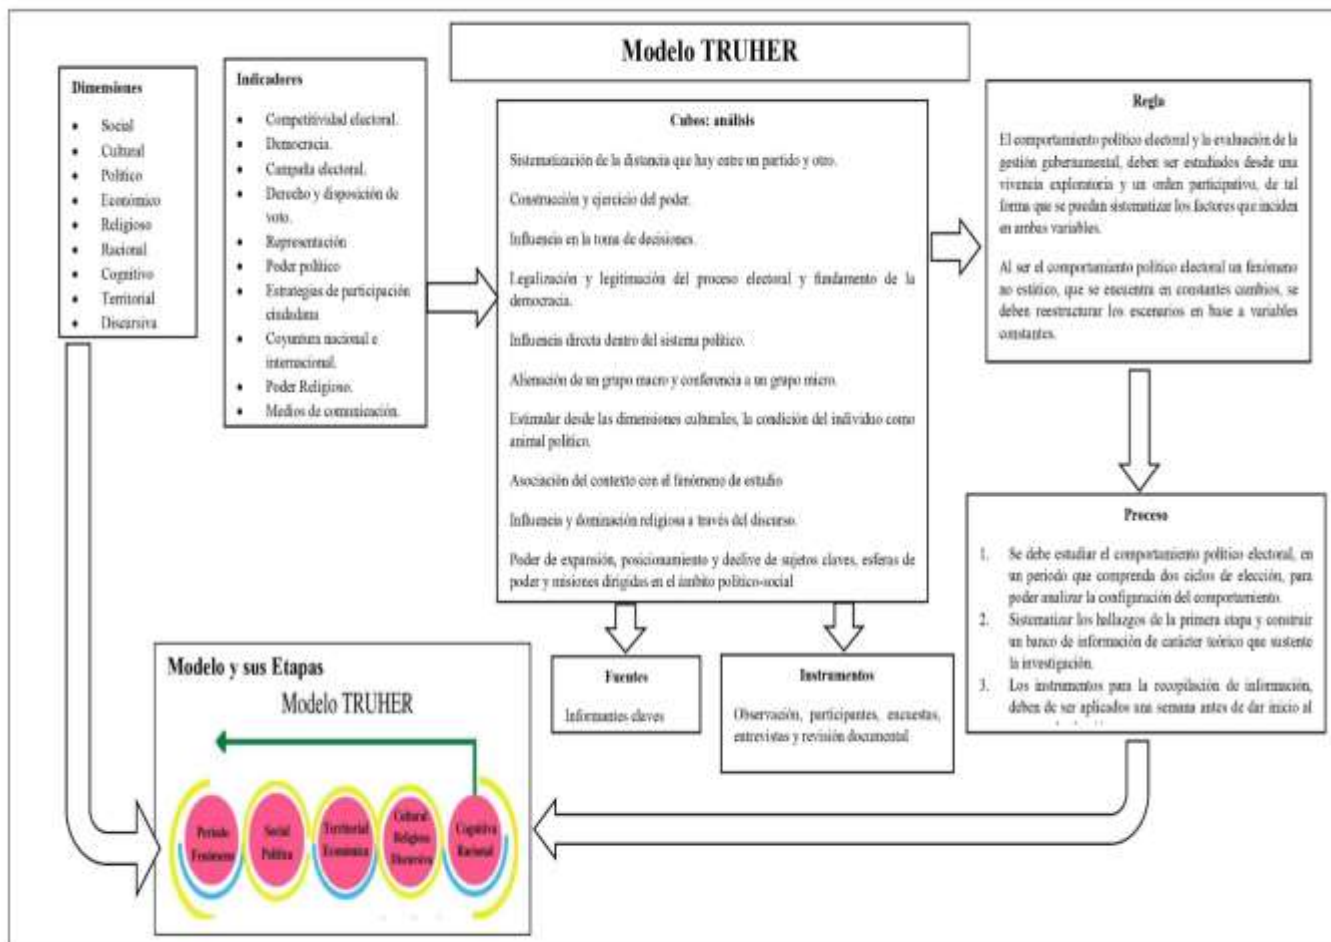 Modelo TRUHER
Dimensiones
• Social
• Cultural
• Político
• Económico
• Religioso
• Racional
• Cognitivo
• Territorial
• Discursiva
Indicadores
• Competitividad electoral.
• Democracia.
• Campaña electoral.
• Derecho y disposición de
voto.
• Representación
• Poder político
• Estrategias de participación
ciudadana
• Coyuntura nacional e
internacional.
• Poder Religioso.
• Medios de comunicación.
Cubos: análisis
Sistematización de la distancia que hay entre un partido y otro.
Construcción y ejercicio del poder.
Influencia en la toma de decisiones.
Legalización y legitimación del proceso electoral y fundamento de la
democracia.
Influencia directa dentro del sistema político.
Alienación de un grupo macro y conferencia a un grupo micro.
Estimular desde las dimensiones culturales, la condición del individuo como
animal político.
Asociación del contexto con el fenómeno de estudio
Influencia y dominación religiosa a través del discurso.
Poder de expansión, posicionamiento y declive de sujetos claves, esferas de
poder y misiones dirigidas en el ámbito político-social
Regla
El comportamiento político electoral y la evaluación de la
gestión gubernamental, deben ser estudiados desde una
vivencia exploratoria y un orden participativo, de tal
forma que se puedan sistematizar los factores que inciden
en ambas variables.
Al ser el comportamiento político electoral un fenómeno
no estático, que se encuentra en constantes cambios, se
deben reestructurar los escenarios en base a variables
constantes.
Proceso
1. Se debe estudiar el comportamiento político electoral, en
un periodo que comprenda dos ciclos de elección, para
poder analizar la configuración del comportamiento.
2. Sistematizar los hallazgos de la primera etapa y construir
un banco de información de carácter teórico que sustente
la investigación.
3. Los instrumentos para la recopilación de información,
deben de ser aplicados una semana antes de dar inicio al
Fuentes
Informantes claves
Instrumentos
Observación, participantes, encuestas,
entrevistas y revisión documental
Modelo y sus Etapas
Modelo TRUHER
Periodo
Fenómeno
Social
Política
Territorial
Económica
Cultural
Religiosa
Discursiva
Cognitiva
Racional